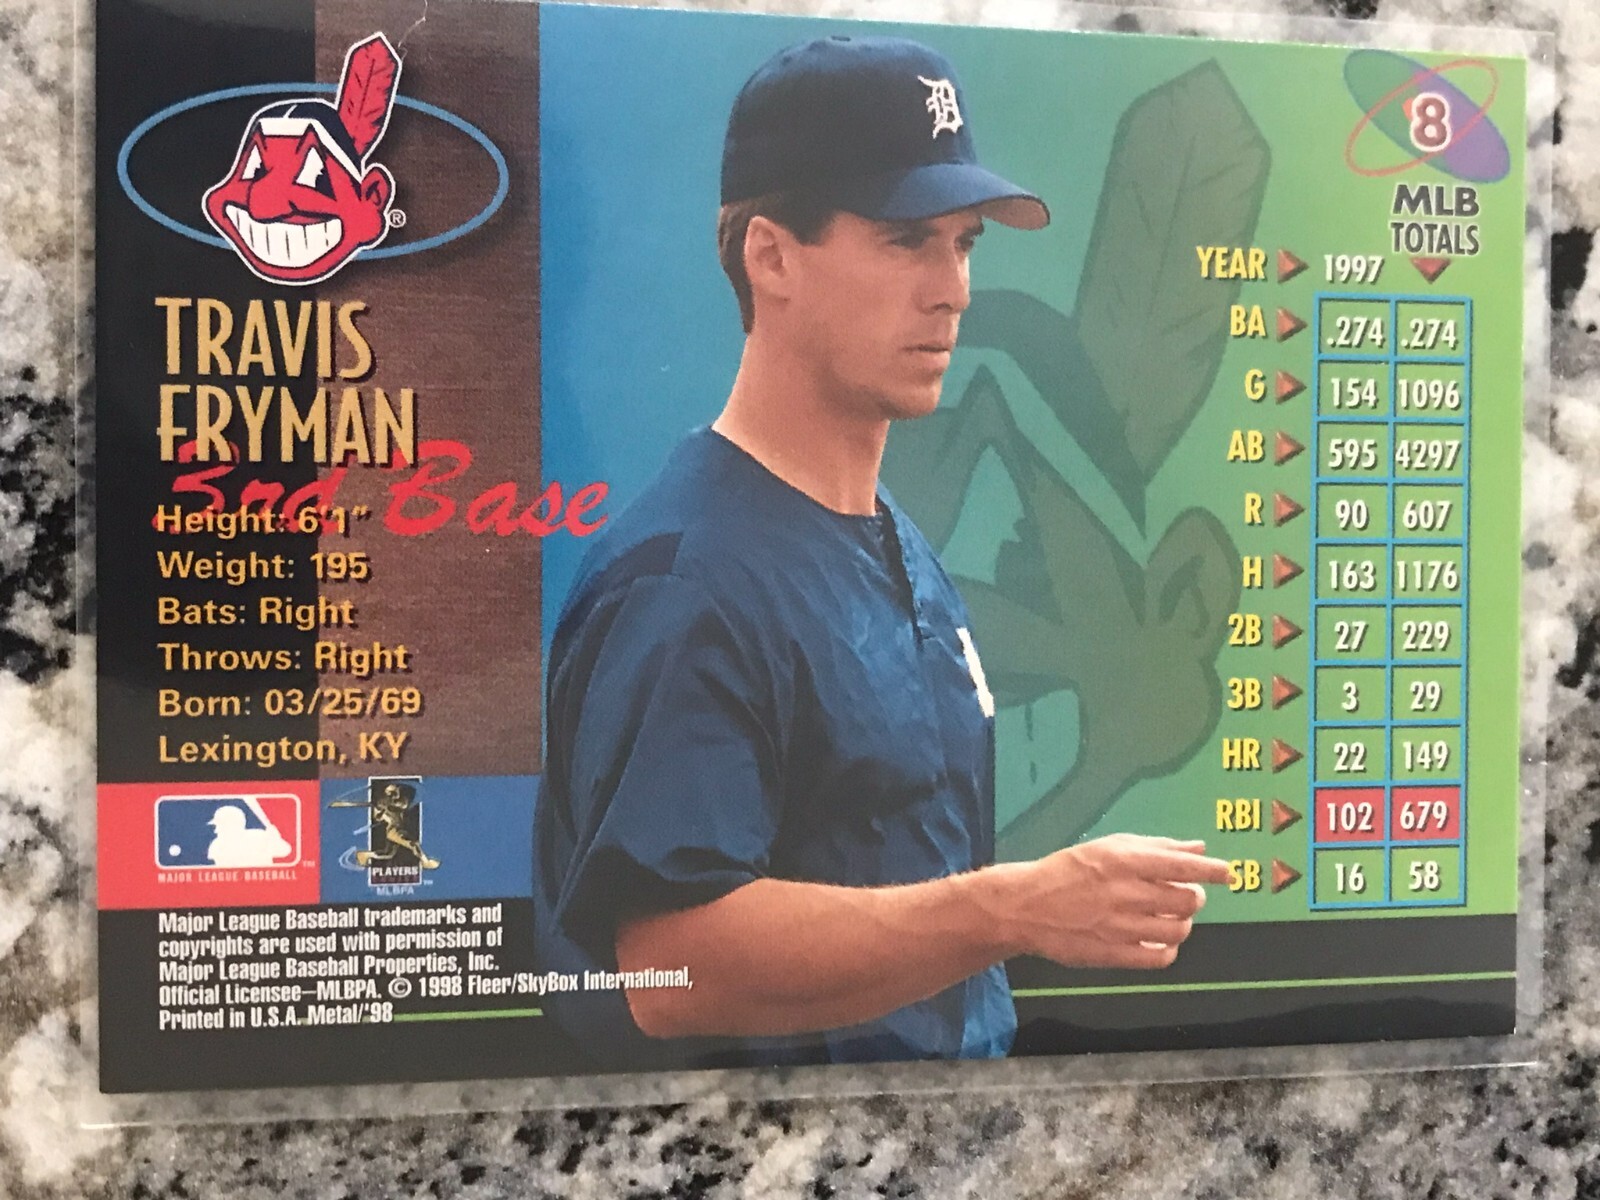 ®
TRAVIS
FRYMAN
3rd Base
Height: 6'1"
Weight: 195
Bats: Right
Throws: Right
Born: 03/25/69
Lexington, KY
MAJOR LEAGUE BASEBALL
TM
PLAYERS
CHOICE
TM
MLBPA
Major League Baseball trademarks and
copyrights are used with permission of
Major League Baseball Properties, Inc.
Official Licensee—MLBPA. © 1998 Fleer/SkyBox International,
Printed in U.S.A. Metal/'98
D
8
MLB
TOTALS
YEAR 1997
BA .274 .274
G 154 1096
AB 595 4297
R 90 607
H 163 1176
2B 27 229
3B 3 29
HR 22 149
RBI 102 679
SB 16 58